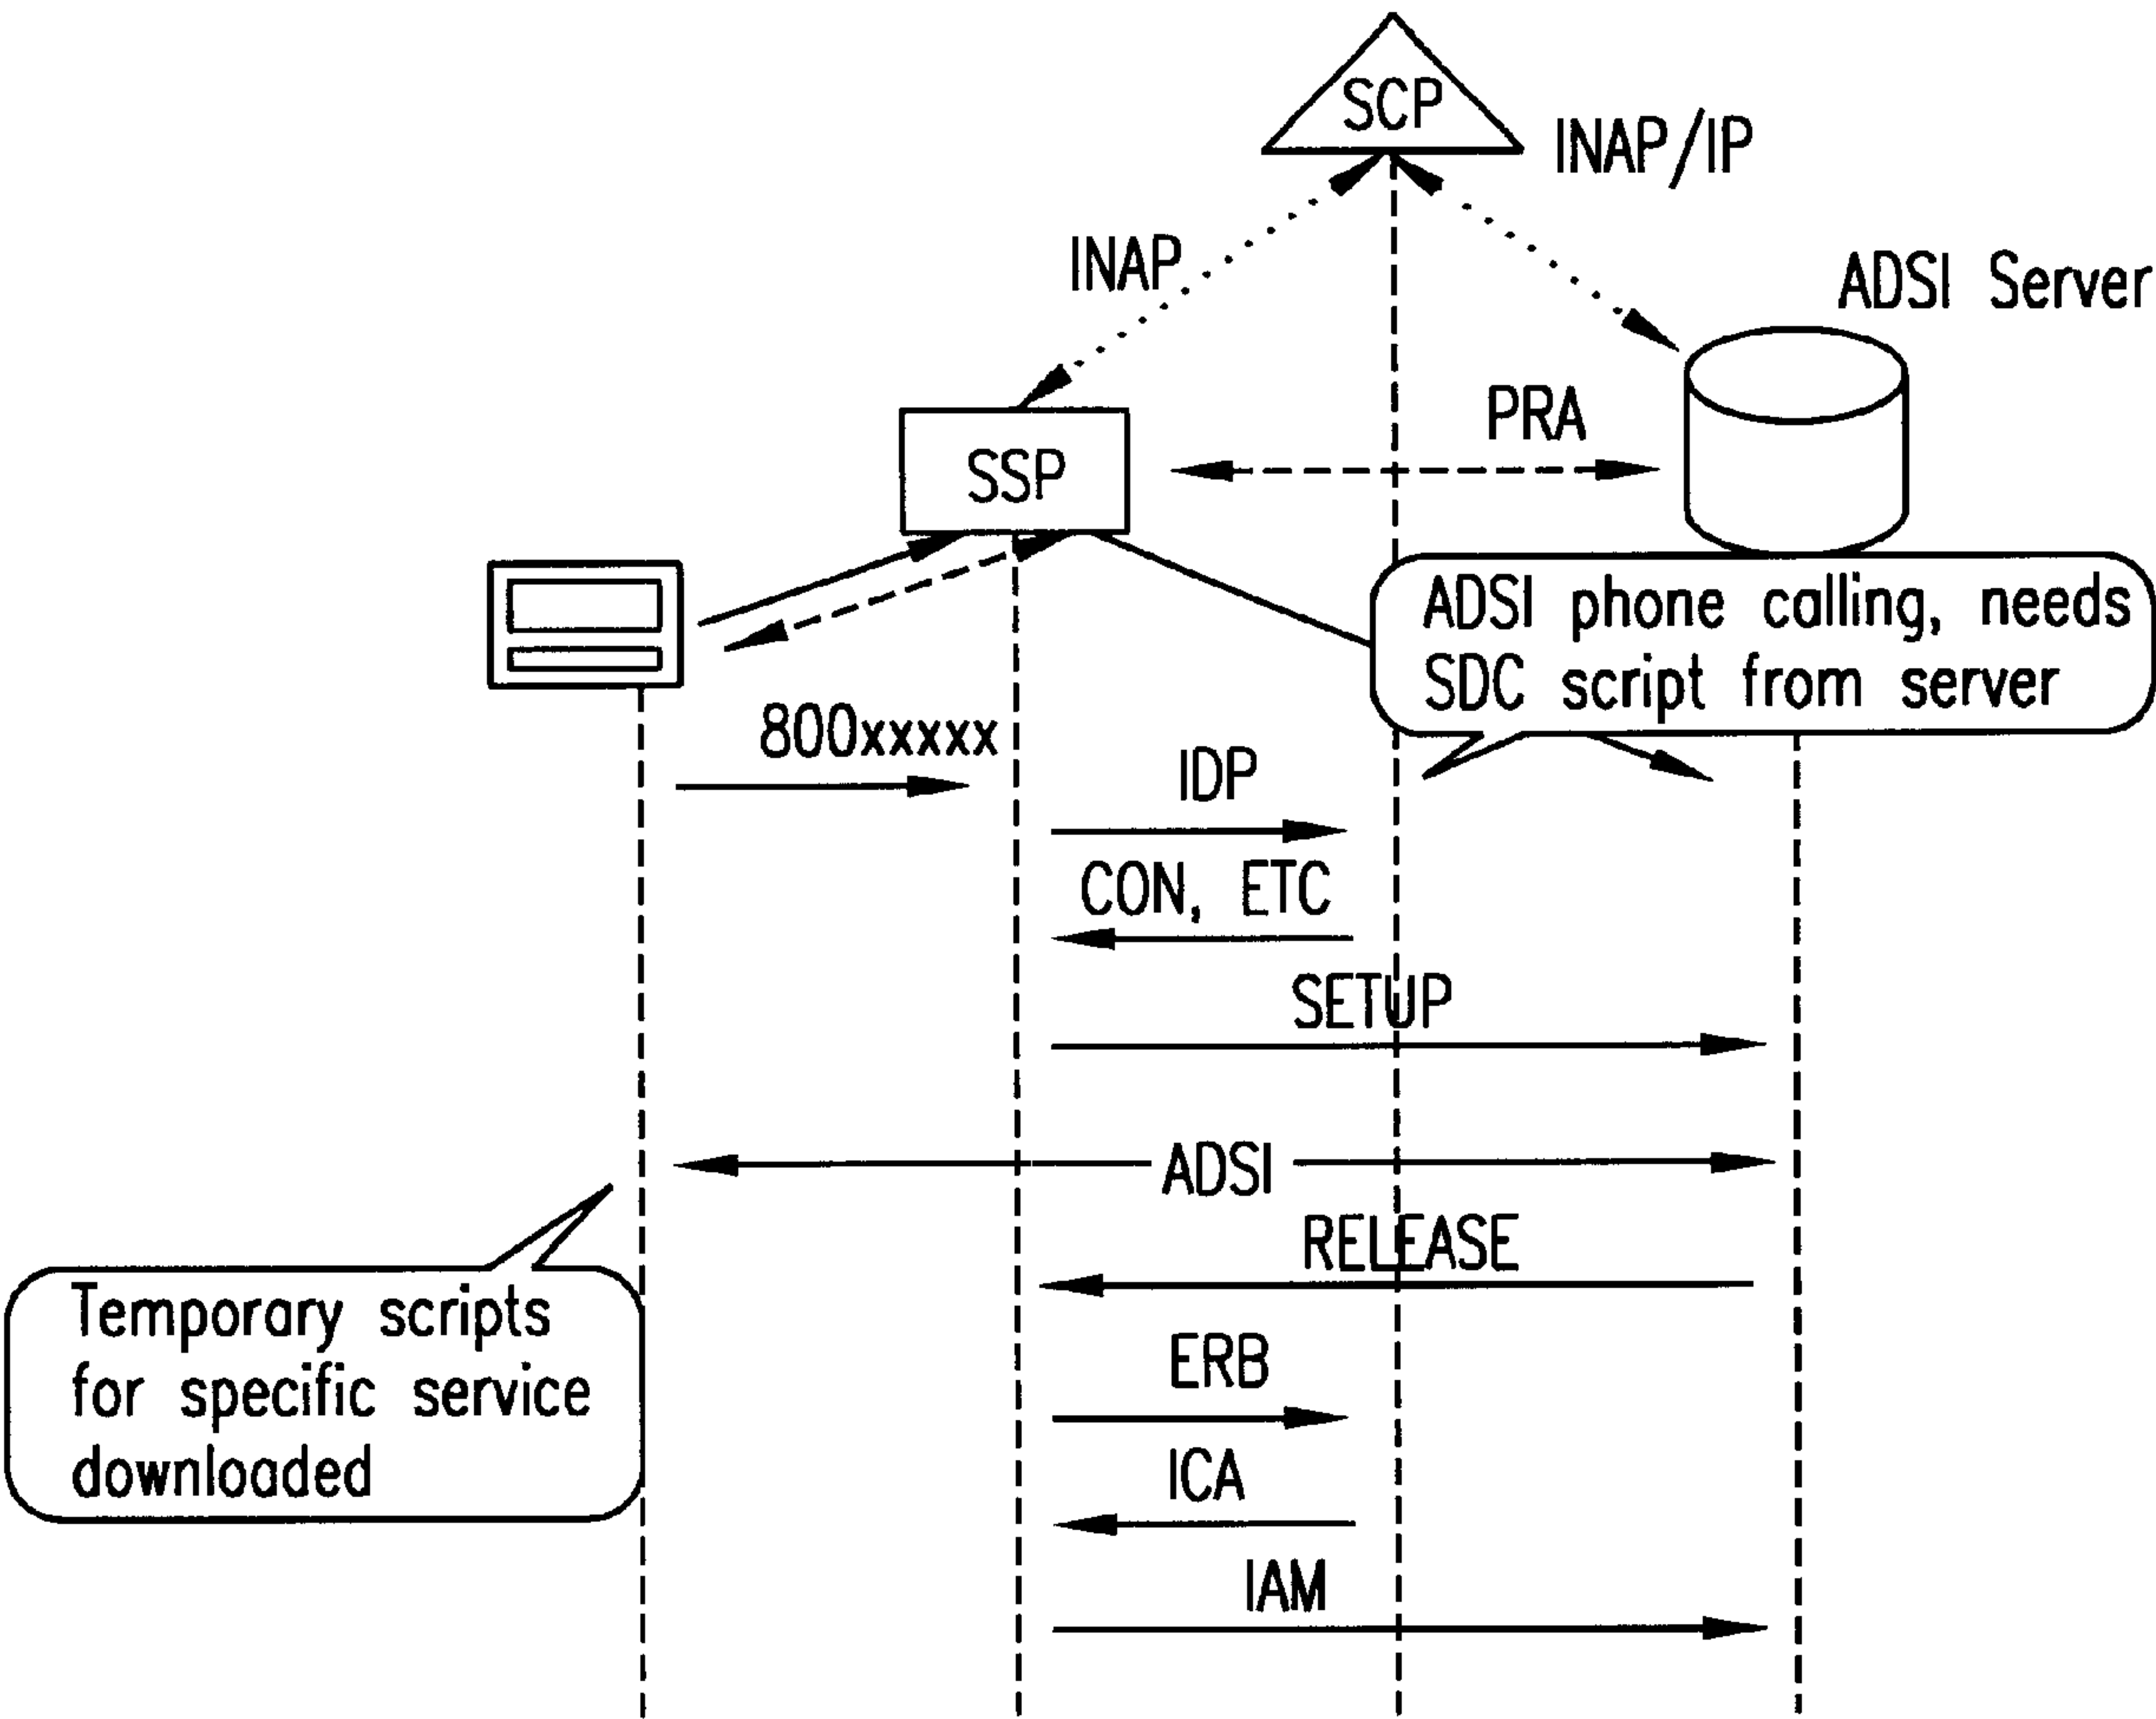 SCP
INAP/IP
INAP
ADSI Server
PRA
SSP
ADSI phone calling, needs
SDC script from server
800xxxxx
IDP
CON, ETC
SETUP
ADSI
RELEASE
Temporary scripts
for specific service
downloaded
ERB
ICA
IAM